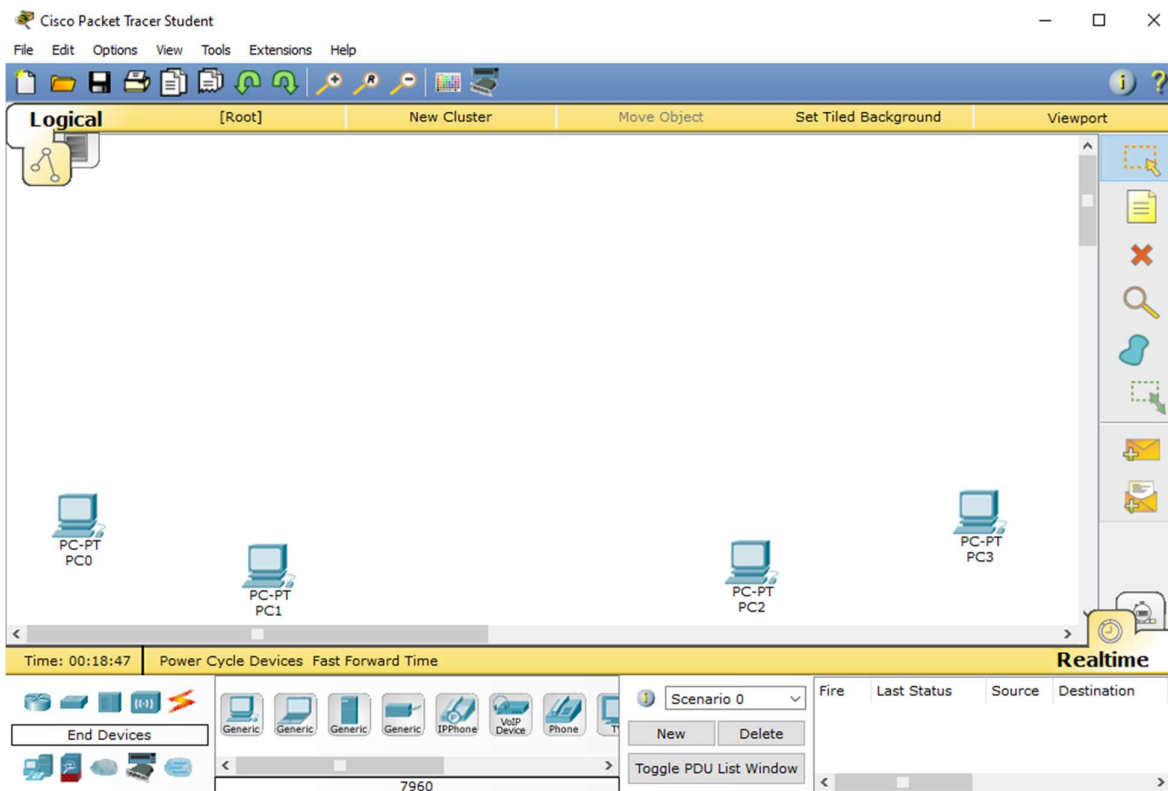 Cisco Packet Tracer Student
File Edit Options View Tools Extensions Help
Logical [Root] New Cluster Move Object Set Tiled Background Viewport
PC-PT
PC0
PC-PT
PC1
PC-PT
PC2
PC-PT
PC3
Time: 00:18:47 Power Cycle Devices Fast Forward Time Realtime
End Devices
Generic Generic Generic Generic IPPhone VoIP Device Phone
7960
Scenario 0
New Delete
Toggle PDU List Window
Fire Last Status Source Destination